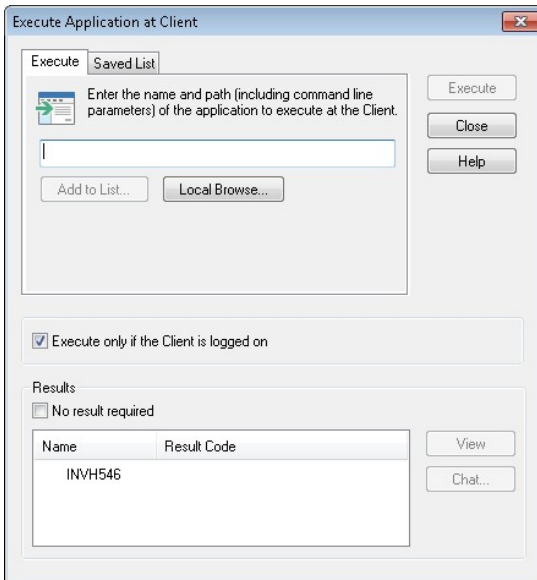 Execute Application at Client
Execute
Saved List
Enter the name and path (including command line
parameters) of the application to execute at the Client.
Execute
Close
Help
Add to List...
Local Browse...
Execute only if the Client is logged on
Results
No result required
Name
Result Code
INVH546
View
Chat...